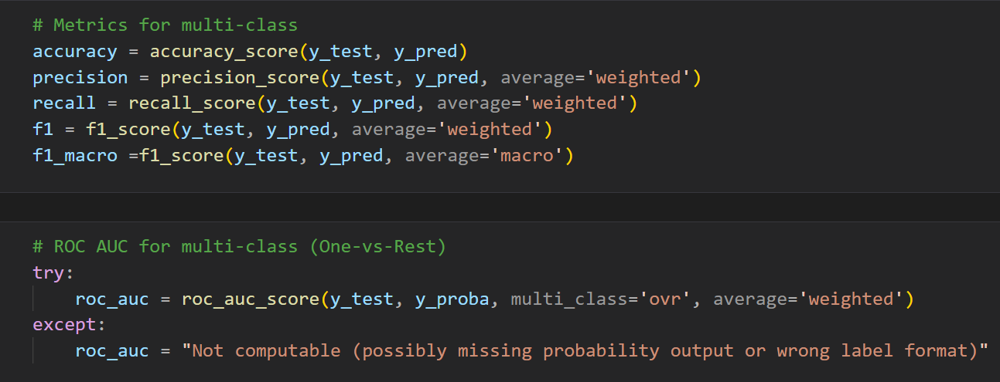 # Metrics for multi-class
accuracy = accuracy_score(y_test, y_pred)
precision = precision_score(y_test, y_pred, average='weighted')
recall = recall_score(y_test, y_pred, average='weighted')
f1 = f1_score(y_test, y_pred, average='weighted')
f1_macro =f1_score(y_test, y_pred, average='macro')
# ROC AUC for multi-class (One-vs-Rest)
try:
    roc_auc = roc_auc_score(y_test, y_proba, multi_class='ovr', average='weighted')
except:
    roc_auc = "Not computable (possibly missing probability output or wrong label format)"